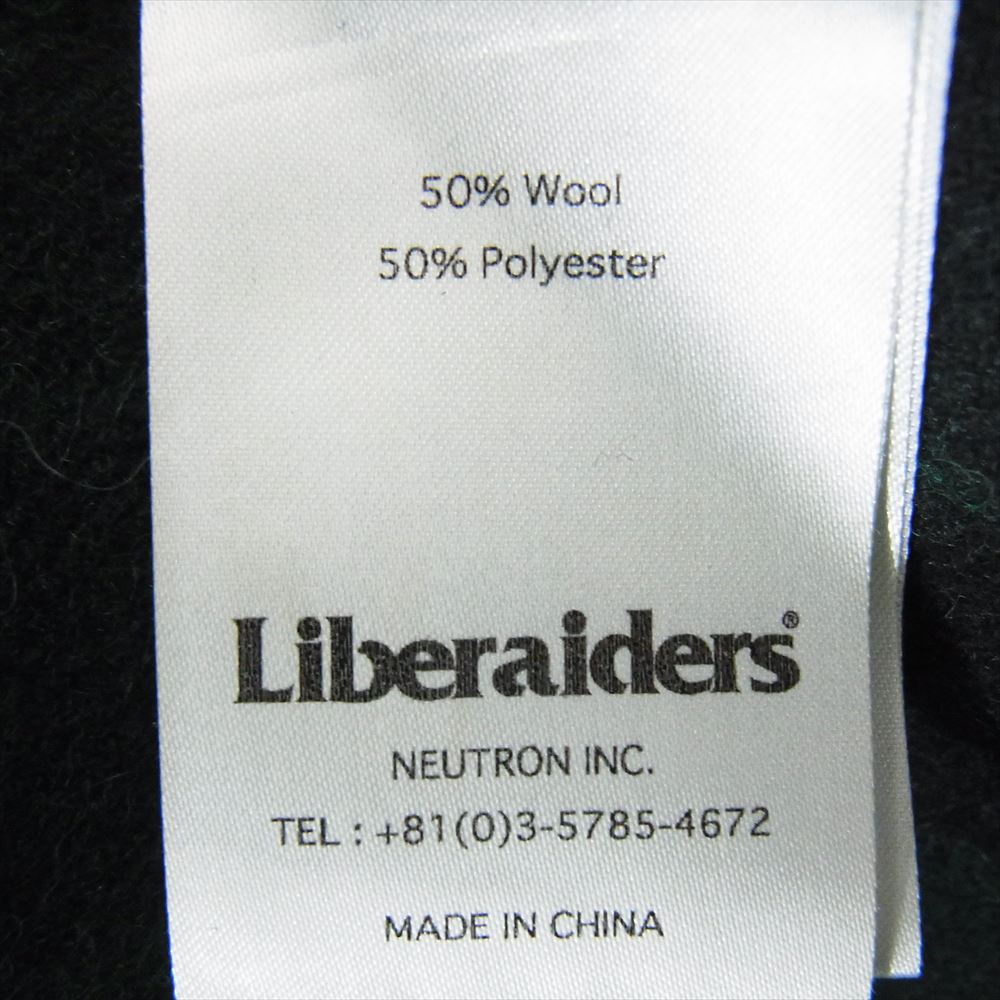 50% Wool
50% Polyester
Liberaiders®
NEUTRON INC.
TEL : +81(0)3-5785-4672
MADE IN CHINA